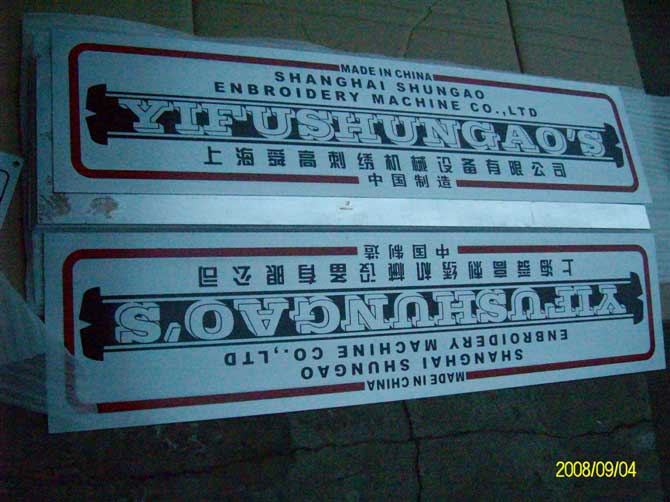 MADE IN CHINA
SHANGHAI SHUNGAO
ENBROIDERY MACHINE CO.,LTD
YIFUSHUNGAO'S
上海舜高刺绣机械设备有限公司
中国制造
MADE IN CHINA
SHANGHAI SHUNGAO
ENBROIDERY MACHINE CO.,LTD
YIFUSHUNGAO'S
上海舜高刺绣机械设备有限公司
中国制造
2008/09/04